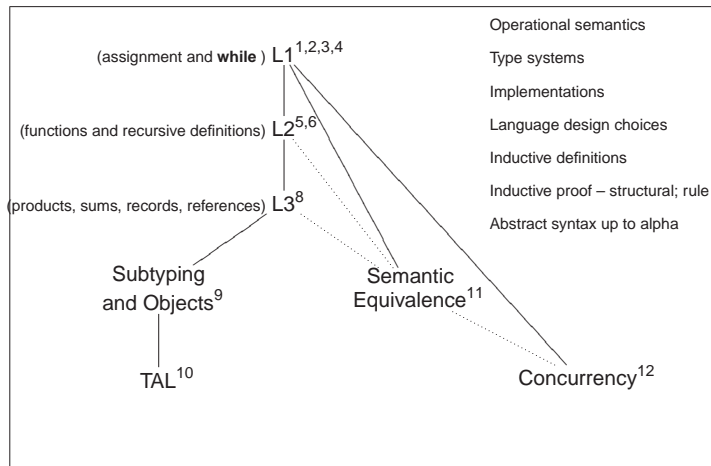 (assignment and while ) L1 1,2,3,4
(functions and recursive definitions) L2 5,6
(products, sums, records, references) L3 8
Subtyping
and Objects 9
Semantic
Equivalence 11
TAL 10
Concurrency 12
Operational semantics
Type systems
Implementations
Language design choices
Inductive definitions
Inductive proof – structural; rule
Abstract syntax up to alpha